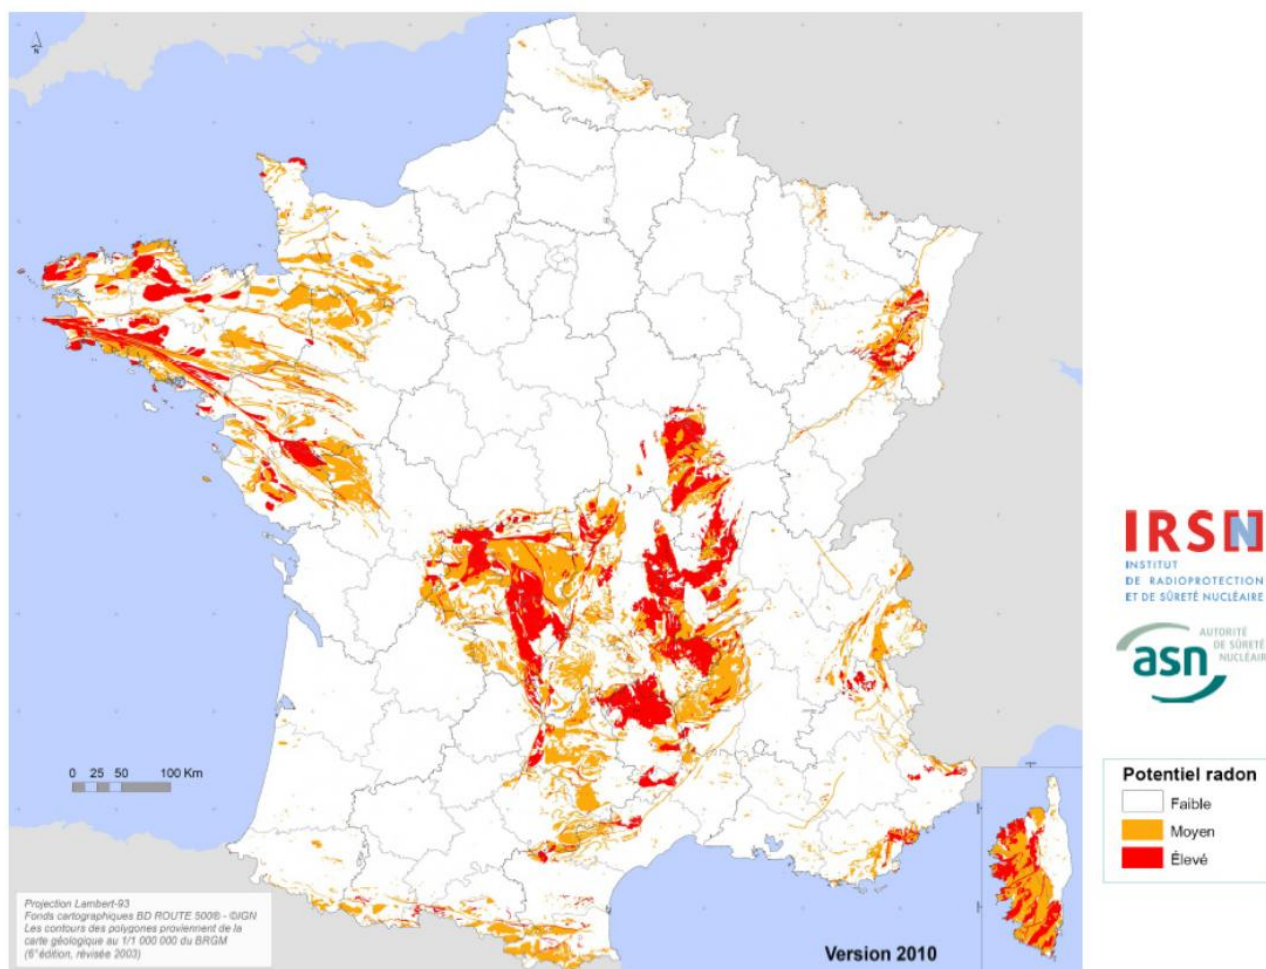 N
IRSN
INSTITUT
DE RADIOPROTECTION
ET DE SÛRETÉ NUCLÉAIRE
AUTORITÉ
DE SÛRETÉ
NUCLÉAIRE
asn
0 25 50 100 Km
Potentiel radon
Faible
Moyen
Élevé
Projection Lambert-93
Fonds cartographiques BD ROUTE 500® - ©IGN
Les contours des polygones proviennent de la
carte géologique au 1/1 000 000 du BRGM
(6° édition, révisée 2003)
Version 2010